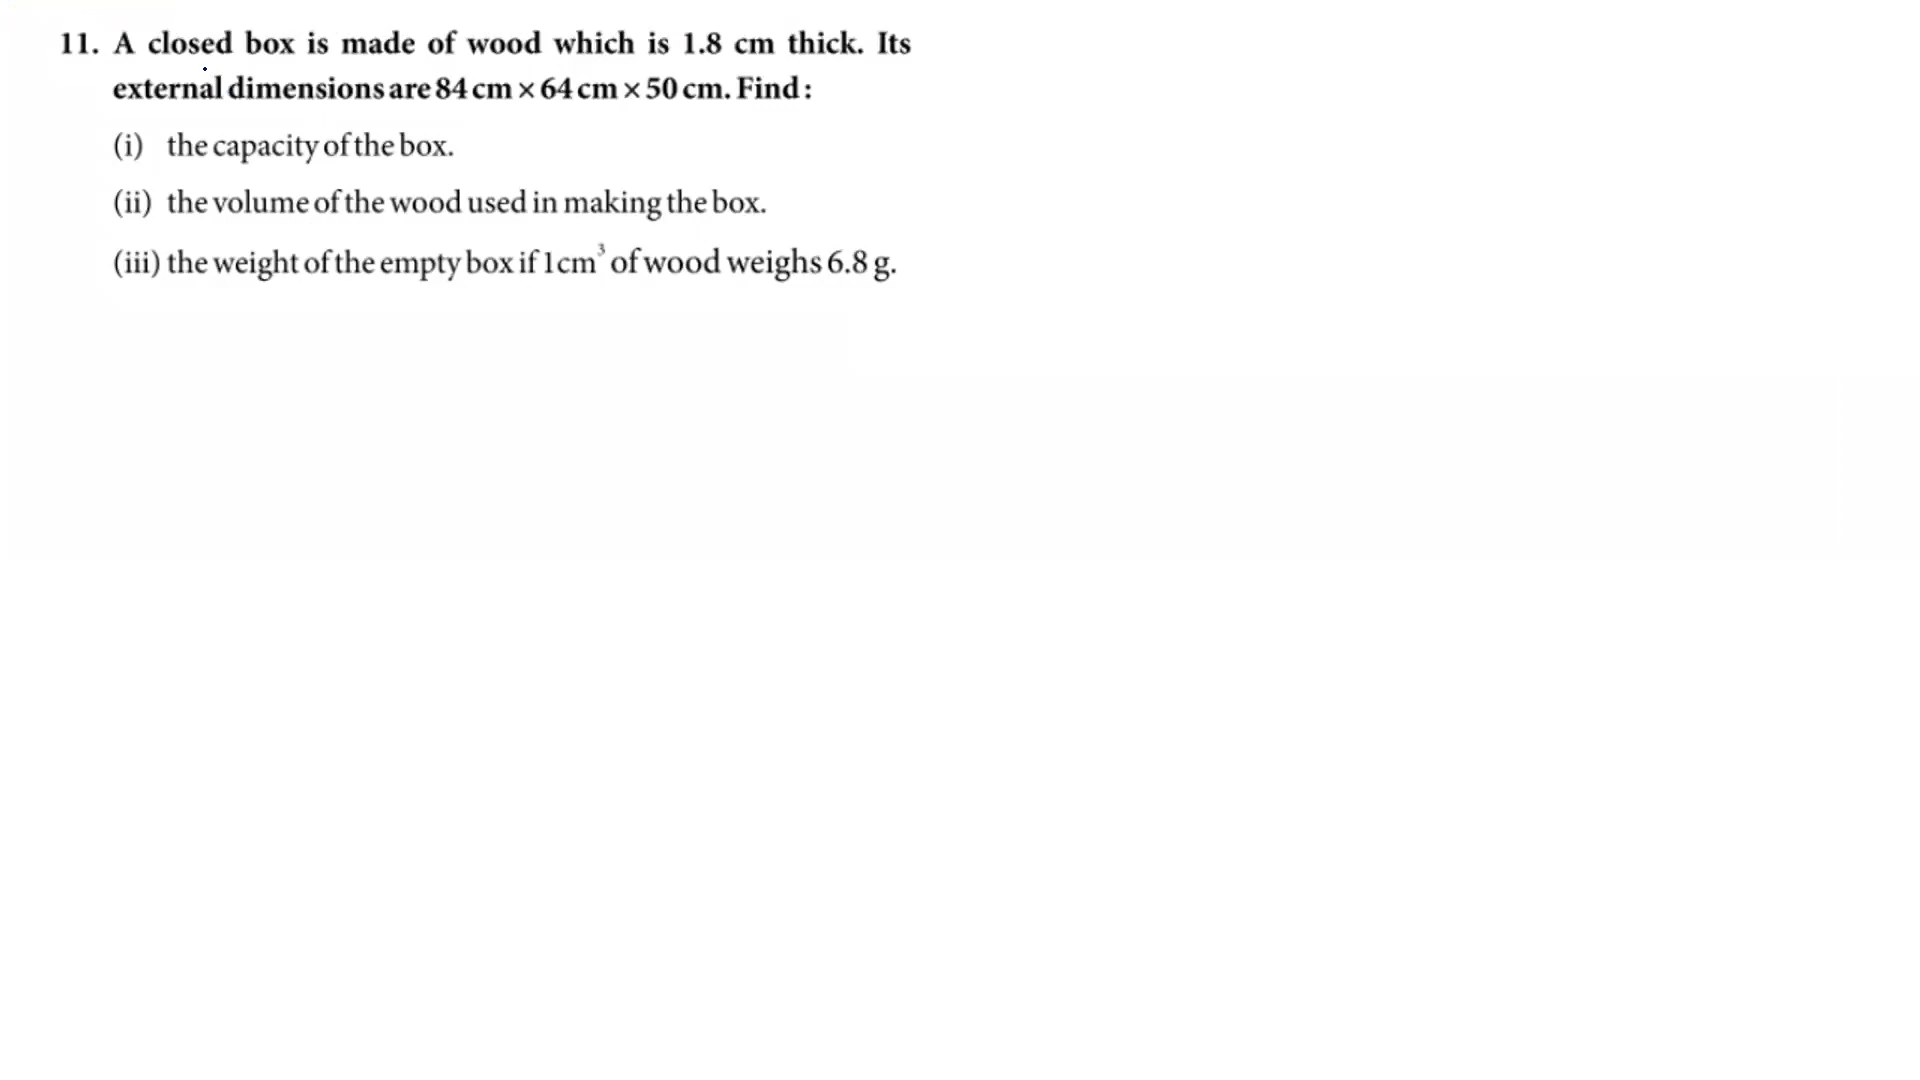 11. A closed box is made of wood which is 1.8 cm thick. Its
external dimensions are 84 cm × 64 cm × 50 cm. Find :
(i) the capacity of the box.
(ii) the volume of the wood used in making the box.
(iii) the weight of the empty box if 1 cm³ of wood weighs 6.8 g.